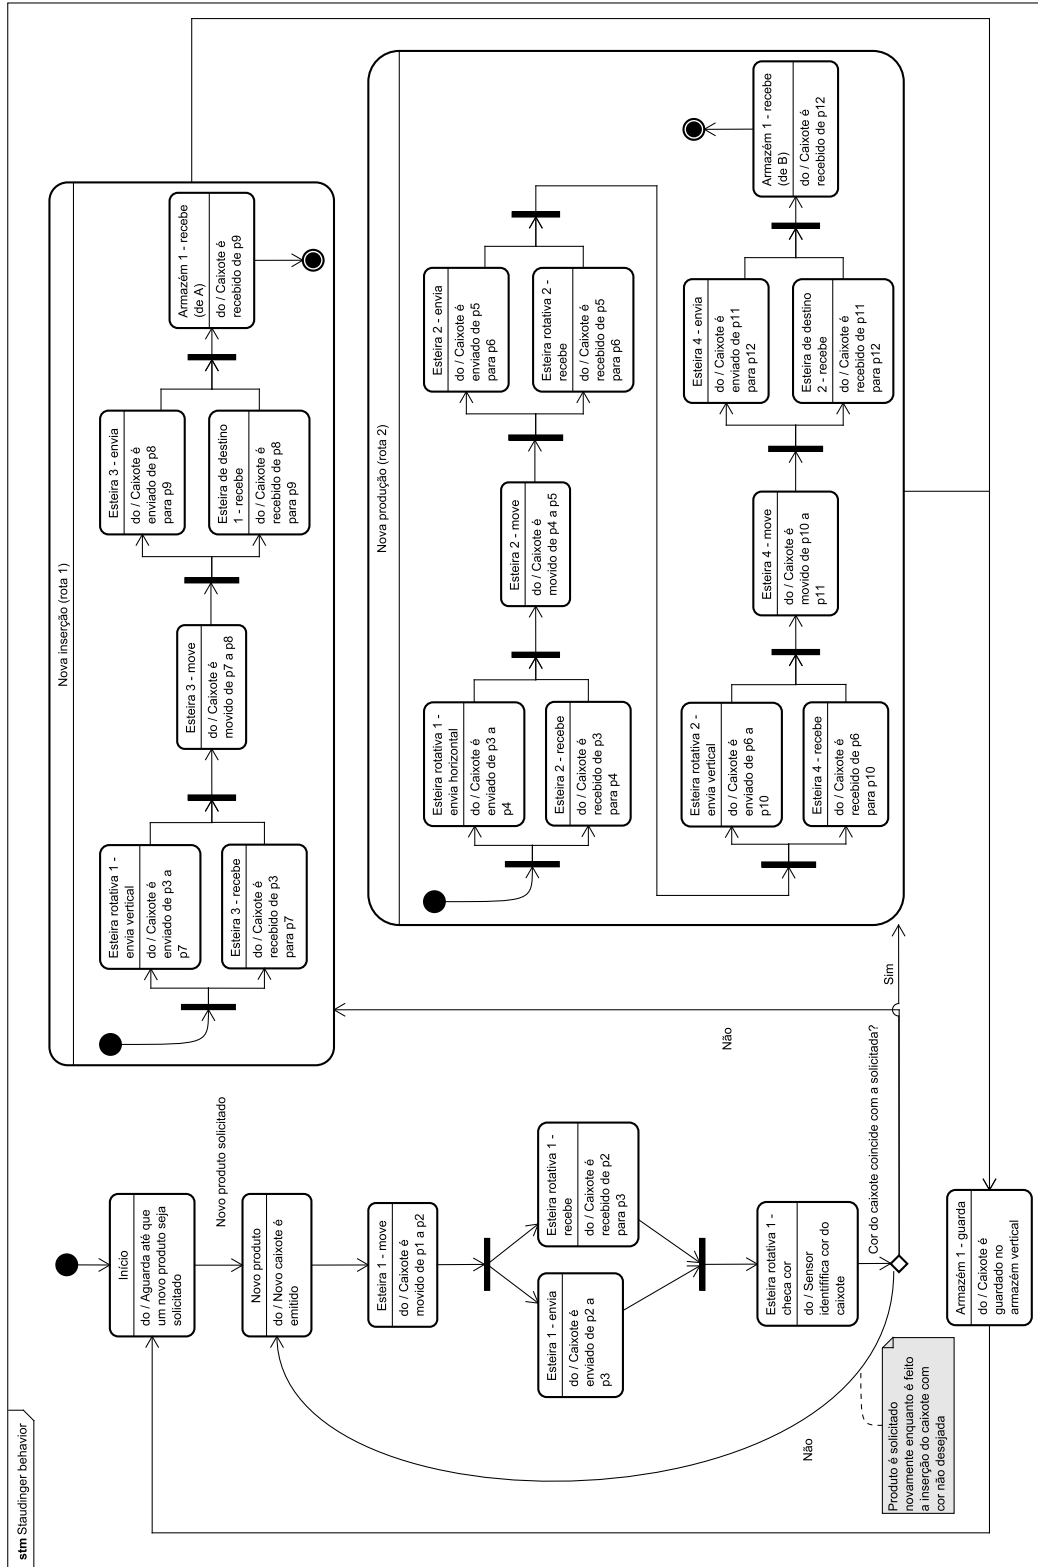 stm Staudinger behavior
Início
do / Aguarda até que
um novo produto seja
solicitado
Novo produto solicitado
Novo produto
do / Novo caixote é
emitido
Esteira 1 - move
do / Caixote é
movido de p1 a p2
Esteira 1 - envia
do / Caixote é
enviado de p2 a
p3
Esteira rotativa 1 -
recebe
do / Caixote é
recebido de p2
para p3
Esteira rotativa 1 -
checa cor
do / Sensor
identififica cor do
caixote
Cor do caixote coincide com a solicitada?
Não
Não
Sim
Produto é solicitado
novamente enquanto é feito
a inserção do caixote com
cor não desejada
Armazém 1 - guarda
do / Caixote é
guardado no
armazém vertical
Nova inserção (rota 1)
Esteira rotativa 1 -
envia vertical
do / Caixote é
enviado de p3 a
p7
Esteira 3 - recebe
do / Caixote é
recebido de p3
para p7
Esteira 3 - move
do / Caixote é
movido de p7 a p8
Esteira 3 - envia
do / Caixote é
enviado de p8
para p9
Esteira de destino
1 - recebe
do / Caixote é
recebido de p8
para p9
Armazém 1 - recebe
(de A)
do / Caixote é
recebido de p9
Nova produção (rota 2)
Esteira rotativa 1 -
envia horizontal
do / Caixote é
enviado de p3 a
p4
Esteira 2 - recebe
do / Caixote é
recebido de p3
para p4
Esteira 2 - move
do / Caixote é
movido de p4 a p5
Esteira 2 - envia
do / Caixote é
enviado de p5
para p6
Esteira rotativa 2 -
recebe
do / Caixote é
recebido de p5
para p6
Esteira rotativa 2 -
envia vertical
do / Caixote é
enviado de p6 a
p10
Esteira 4 - recebe
do / Caixote é
recebido de p6
para p10
Esteira 4 - move
do / Caixote é
movido de p10 a
p11
Esteira 4 - envia
do / Caixote é
enviado de p11
para p12
Esteira de destino
2 - recebe
do / Caixote é
recebido de p11
para p12
Armazém 1 - recebe
(de B)
do / Caixote é
recebido de p12